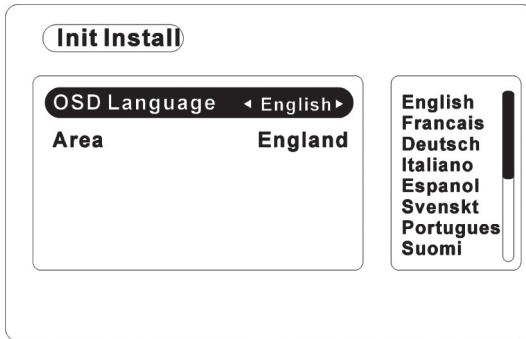 Init Install
OSD Language ◂ English ▸
Area England
English
Francais
Deutsch
Italiano
Espanol
Svenskt
Portugues
Suomi